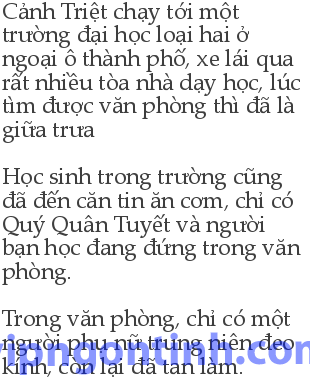 Cảnh Triệt chạy tới một
trường đại học loại hai ở
ngoại ô thành phố, xe lái qua
rất nhiều tòa nhà dạy học, lúc
tìm được văn phòng thì đã là
giữa trưa
Học sinh trong trường cũng
đã đến căn tin ăn cơm, chỉ có
Quý Quân Tuyết và người
bạn học đang đứng trong văn
phòng.
Trong văn phòng, chỉ có một
người phụ nữ trung niên đeo
kính, còn lại đã tan làm.
vipngontinh.com